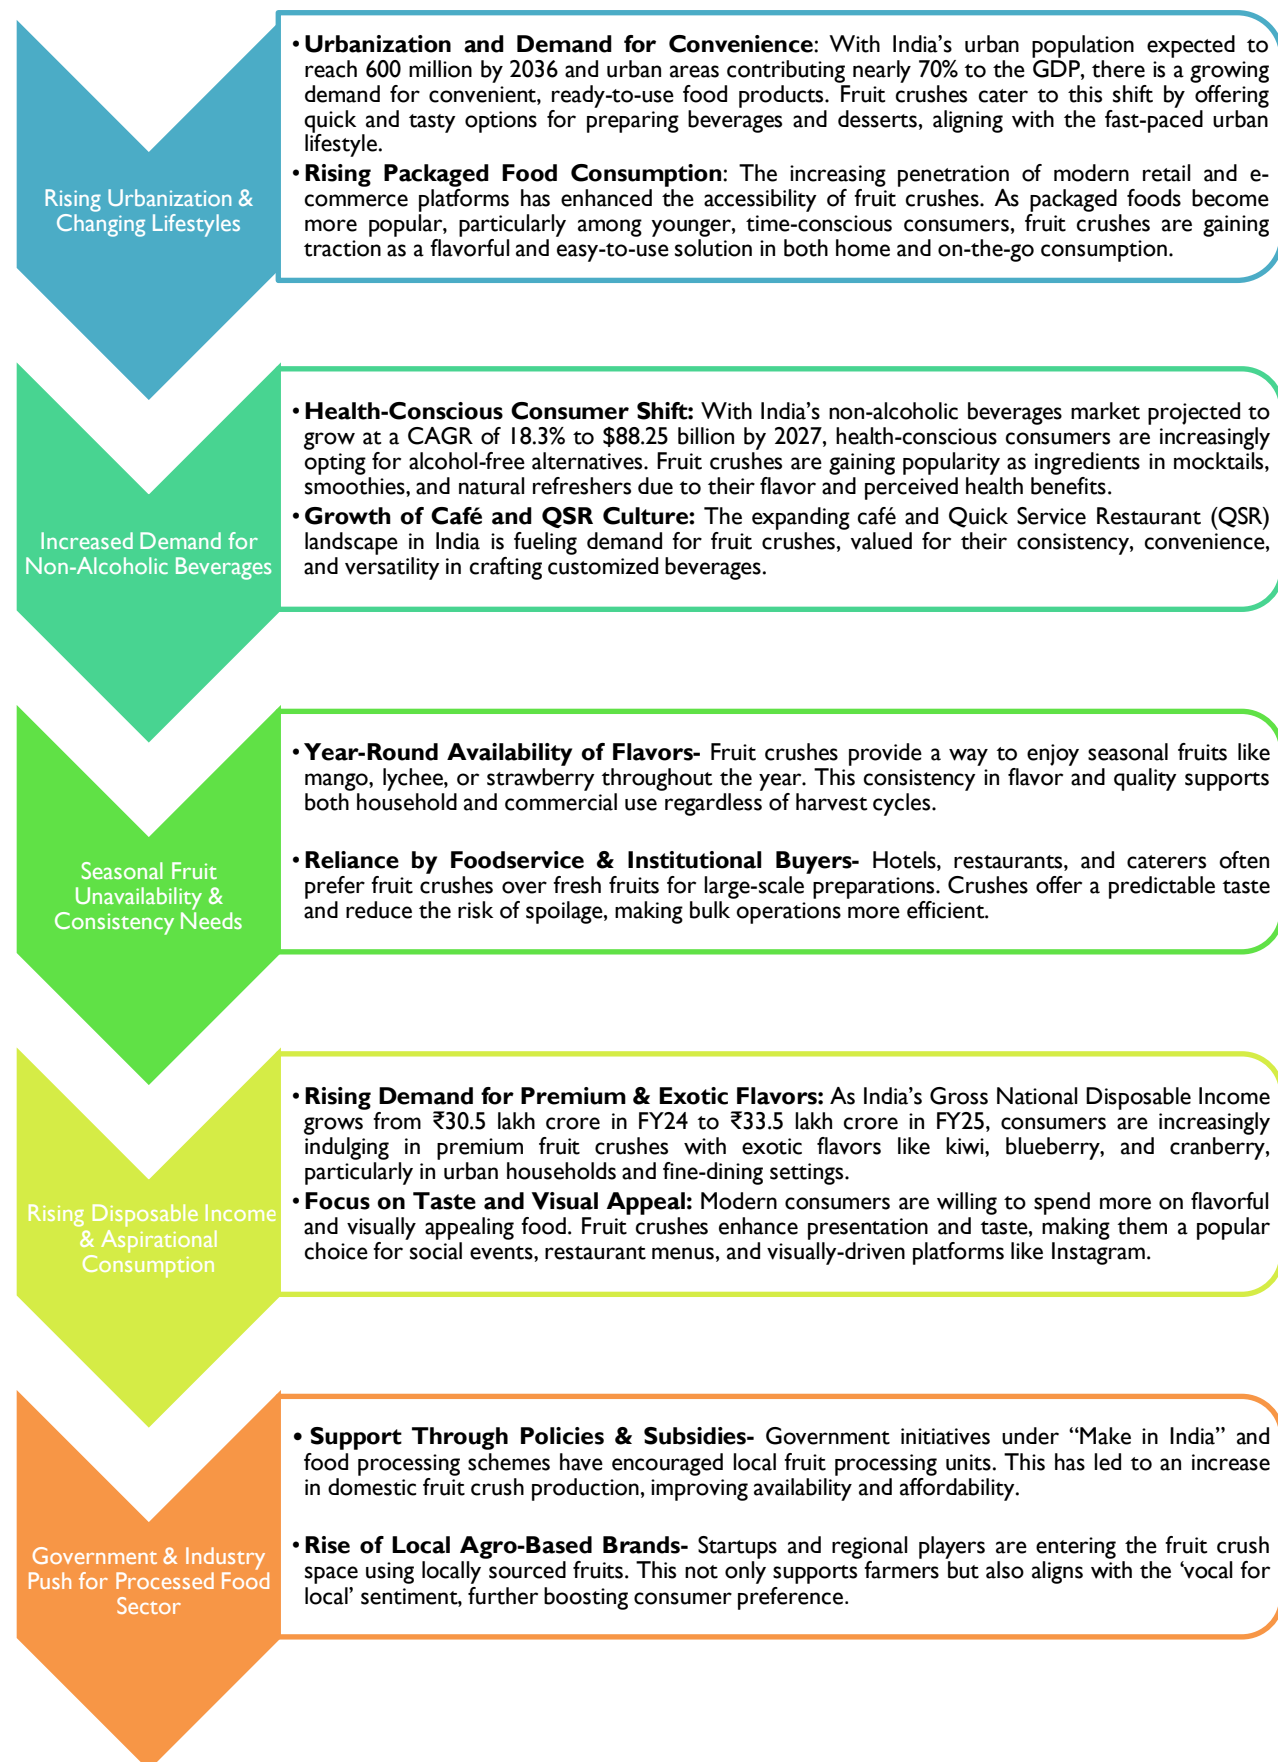 Rising Urbanization &
Changing Lifestyles
• Urbanization and Demand for Convenience: With India’s urban population expected to
reach 600 million by 2036 and urban areas contributing nearly 70% to the GDP, there is a growing
demand for convenient, ready-to-use food products. Fruit crushes cater to this shift by offering
quick and tasty options for preparing beverages and desserts, aligning with the fast-paced urban
lifestyle.
• Rising Packaged Food Consumption: The increasing penetration of modern retail and e-
commerce platforms has enhanced the accessibility of fruit crushes. As packaged foods become
more popular, particularly among younger, time-conscious consumers, fruit crushes are gaining
traction as a flavorful and easy-to-use solution in both home and on-the-go consumption.
Increased Demand for
Non-Alcoholic Beverages
• Health-Conscious Consumer Shift: With India’s non-alcoholic beverages market projected to
grow at a CAGR of 18.3% to $88.25 billion by 2027, health-conscious consumers are increasingly
opting for alcohol-free alternatives. Fruit crushes are gaining popularity as ingredients in mocktails,
smoothies, and natural refreshers due to their flavor and perceived health benefits.
• Growth of Café and QSR Culture: The expanding café and Quick Service Restaurant (QSR)
landscape in India is fueling demand for fruit crushes, valued for their consistency, convenience,
and versatility in crafting customized beverages.
Seasonal Fruit
Unavailability &
Consistency Needs
• Year-Round Availability of Flavors- Fruit crushes provide a way to enjoy seasonal fruits like
mango, lychee, or strawberry throughout the year. This consistency in flavor and quality supports
both household and commercial use regardless of harvest cycles.
• Reliance by Foodservice & Institutional Buyers- Hotels, restaurants, and caterers often
prefer fruit crushes over fresh fruits for large-scale preparations. Crushes offer a predictable taste
and reduce the risk of spoilage, making bulk operations more efficient.
Rising Disposable Income
& Aspirational
Consumption
• Rising Demand for Premium & Exotic Flavors: As India’s Gross National Disposable Income
grows from ₹30.5 lakh crore in FY24 to ₹33.5 lakh crore in FY25, consumers are increasingly
indulging in premium fruit crushes with exotic flavors like kiwi, blueberry, and cranberry,
particularly in urban households and fine-dining settings.
• Focus on Taste and Visual Appeal: Modern consumers are willing to spend more on flavorful
and visually appealing food. Fruit crushes enhance presentation and taste, making them a popular
choice for social events, restaurant menus, and visually-driven platforms like Instagram.
Government & Industry
Push for Processed Food
Sector
• Support Through Policies & Subsidies- Government initiatives under “Make in India” and
food processing schemes have encouraged local fruit processing units. This has led to an increase
in domestic fruit crush production, improving availability and affordability.
• Rise of Local Agro-Based Brands- Startups and regional players are entering the fruit crush
space using locally sourced fruits. This not only supports farmers but also aligns with the ‘vocal for
local’ sentiment, further boosting consumer preference.